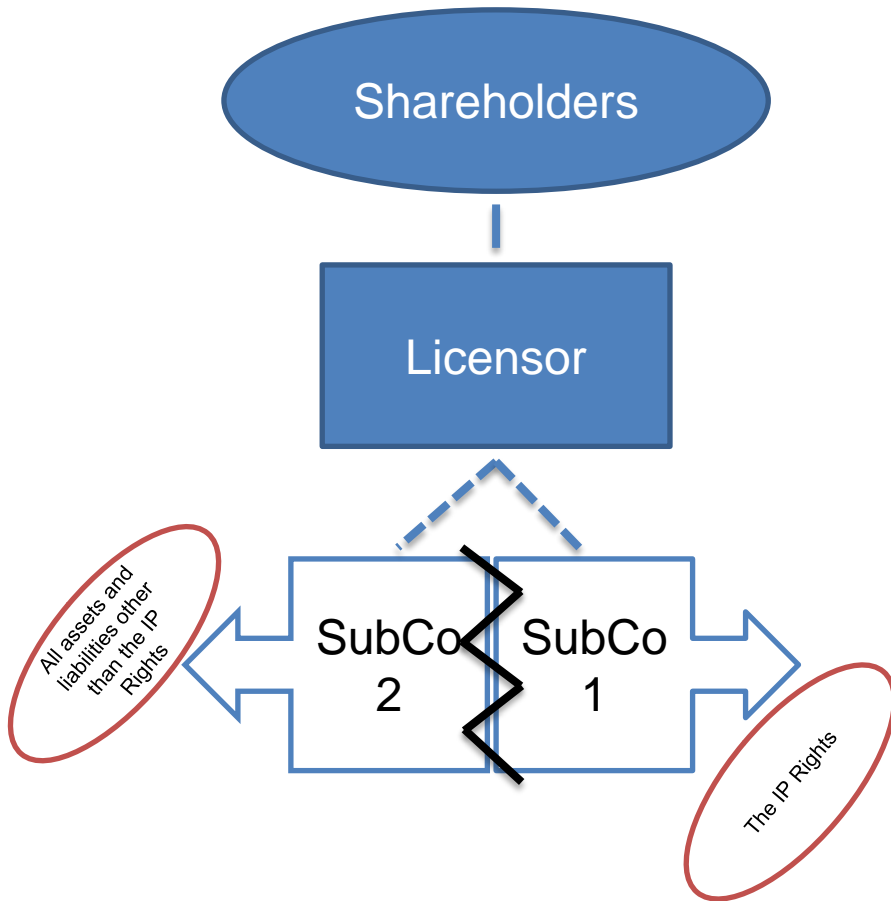 Shareholders
Licensor
All assets and
liabilities other
than the IP
Rights
SubCo
2
SubCo
1
The IP Rights